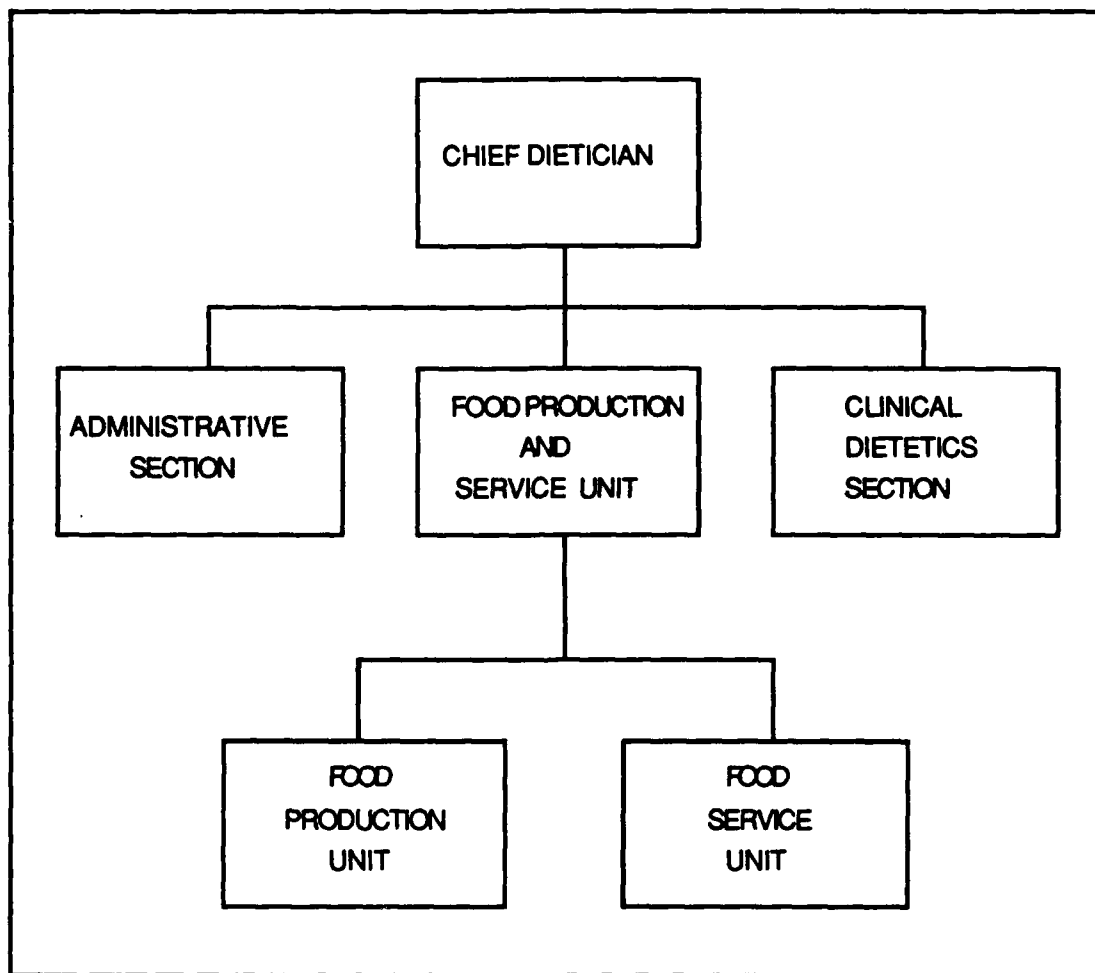 CHIEF DIETICIAN
ADMINISTRATIVE
SECTION
FOOD PRODUCTION
AND
SERVICE UNIT
CLINICAL
DIETETICS
SECTION
FOOD
PRODUCTION
UNIT
FOOD
SERVICE
UNIT